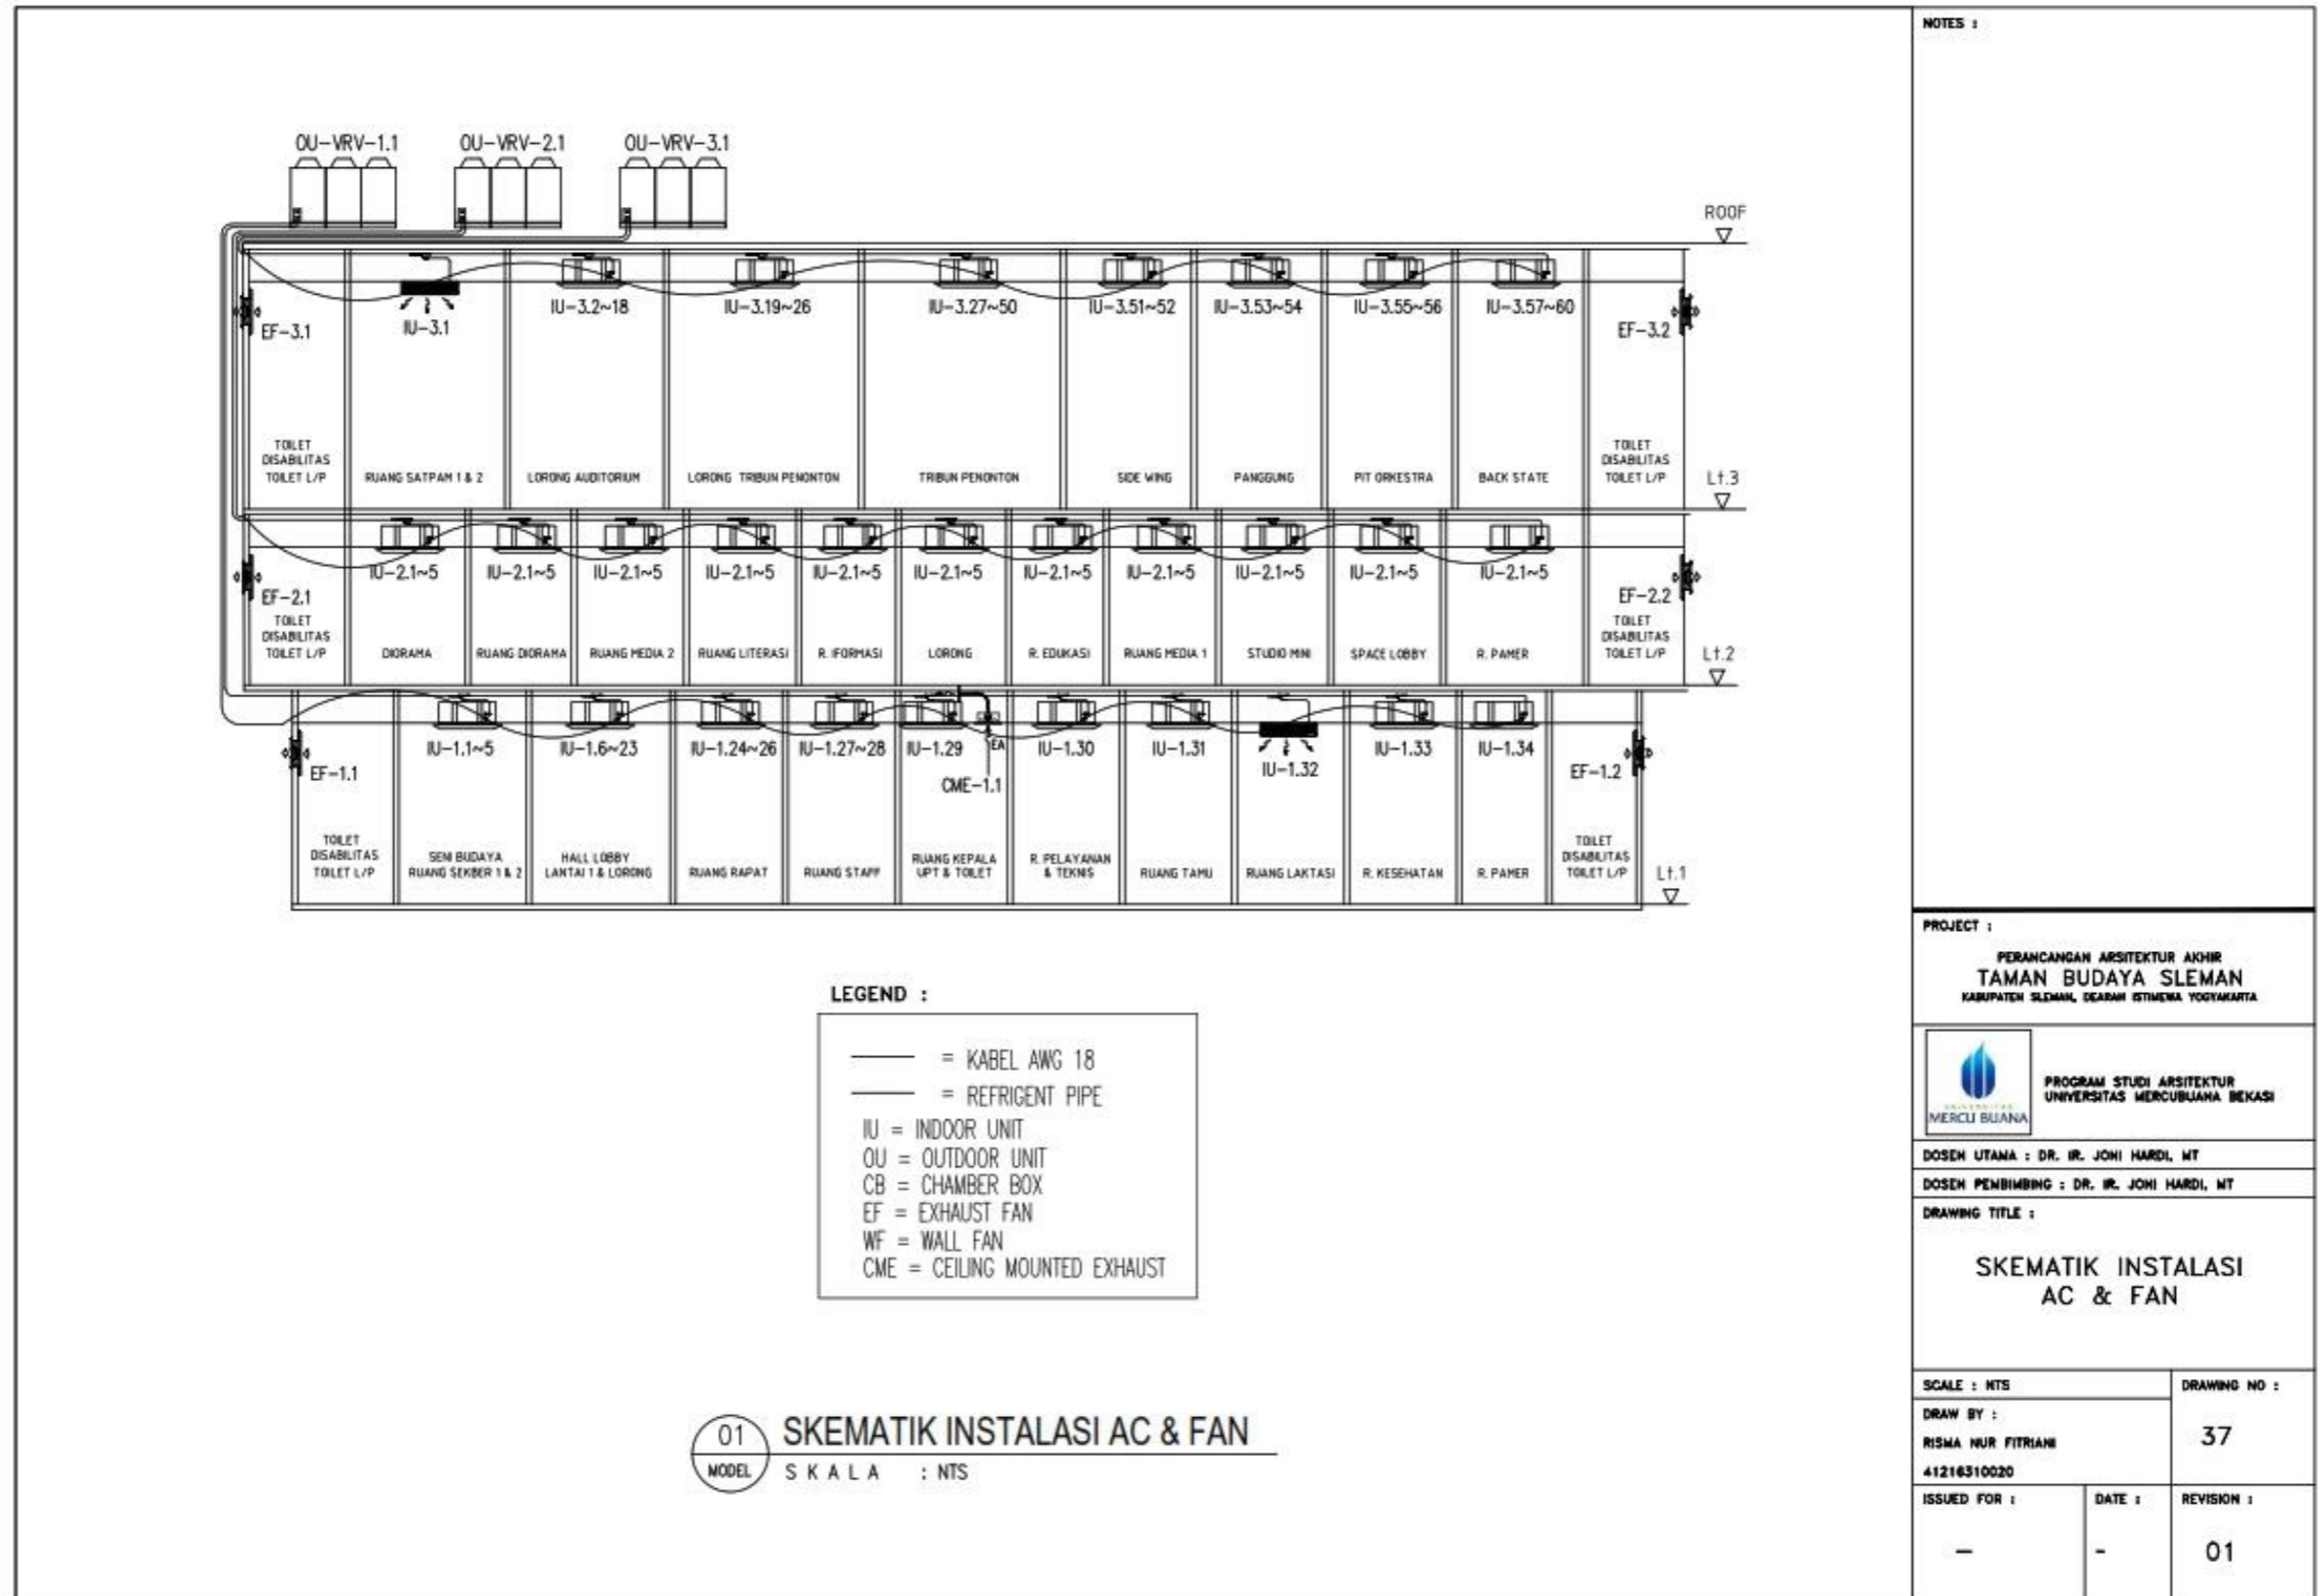 NOTES :
OU-VRV-1.1
OU-VRV-2.1
OU-VRV-3.1
ROOF
EF-3.1
IU-3.1
IU-3.2~18
IU-3.19~26
IU-3.27~50
IU-3.51~52
IU-3.53~54
IU-3.55~56
IU-3.57~60
EF-3.2
TOILET
DISABILITAS
TOILET L/P
RUANG SATPAM 1 & 2
LORONG AUDITORIUM
LORONG TRIBUN PENONTON
TRIBUN PENONTON
SIDE WING
PANGGUNG
PIT ORKESTRA
BACK STATE
TOILET
DISABILITAS
TOILET L/P
Lt.3
EF-2.1
IU-2.1~5
IU-2.1~5
IU-2.1~5
IU-2.1~5
IU-2.1~5
IU-2.1~5
IU-2.1~5
IU-2.1~5
IU-2.1~5
IU-2.1~5
IU-2.1~5
EF-2.2
TOILET
DISABILITAS
TOILET L/P
DIORAMA
RUANG DIORAMA
RUANG MEDIA 2
RUANG LITERASI
R. IFORMASI
LORONG
R. EDUKASI
RUANG MEDIA 1
STUDIO MINI
SPACE LOBBY
R. PAMER
TOILET
DISABILITAS
TOILET L/P
Lt.2
EF-1.1
IU-1.1~5
IU-1.6~23
IU-1.24~26
IU-1.27~28
IU-1.29
EA
CME-1.1
IU-1.30
IU-1.31
IU-1.32
IU-1.33
IU-1.34
EF-1.2
TOILET
DISABILITAS
TOILET L/P
SENI BUDAYA
RUANG SEKBER 1 & 2
HALL LOBBY
LANTAI 1 & LORONG
RUANG RAPAT
RUANG STAFF
RUANG KEPALA
UPT & TOILET
R. PELAYANAN
& TEKNIS
RUANG TAMU
RUANG LAKTASI
R. KESEHATAN
R. PAMER
TOILET
DISABILITAS
TOILET L/P
Lt.1
LEGEND :
= KABEL AWG 18
= REFRIGENT PIPE
IU = INDOOR UNIT
OU = OUTDOOR UNIT
CB = CHAMBER BOX
EF = EXHAUST FAN
WF = WALL FAN
CME = CEILING MOUNTED EXHAUST
01
MODEL
SKEMATIK INSTALASI AC & FAN
SKALA : NTS
PROJECT :
PERANCANGAN ARSITEKTUR AKHIR
TAMAN BUDAYA SLEMAN
KABUPATEN SLEMAN, DEARAH ISTIMEWA YOGYAKARTA
UNIVERSITAS
MERCU BUANA
PROGRAM STUDI ARSITEKTUR
UNIVERSITAS MERCUBUANA BEKASI
DOSEN UTAMA : DR. IR. JONI HARDI, MT
DOSEN PEMBIMBING : DR. IR. JONI HARDI, MT
DRAWING TITLE :
SKEMATIK INSTALASI
AC & FAN
SCALE : NTS
DRAWING NO :
DRAW BY :
RISMA NUR FITRIANI
41216310020
37
ISSUED FOR :
DATE :
REVISION :
-
-
01